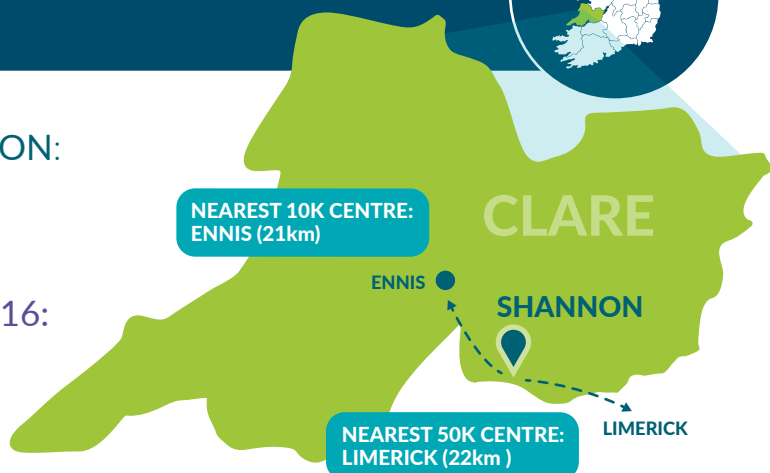 ON:
16:
NEAREST 10K CENTRE:
ENNIS (21km)
CLARE
ENNIS
SHANNON
NEAREST 50K CENTRE:
LIMERICK (22km )
LIMERICK